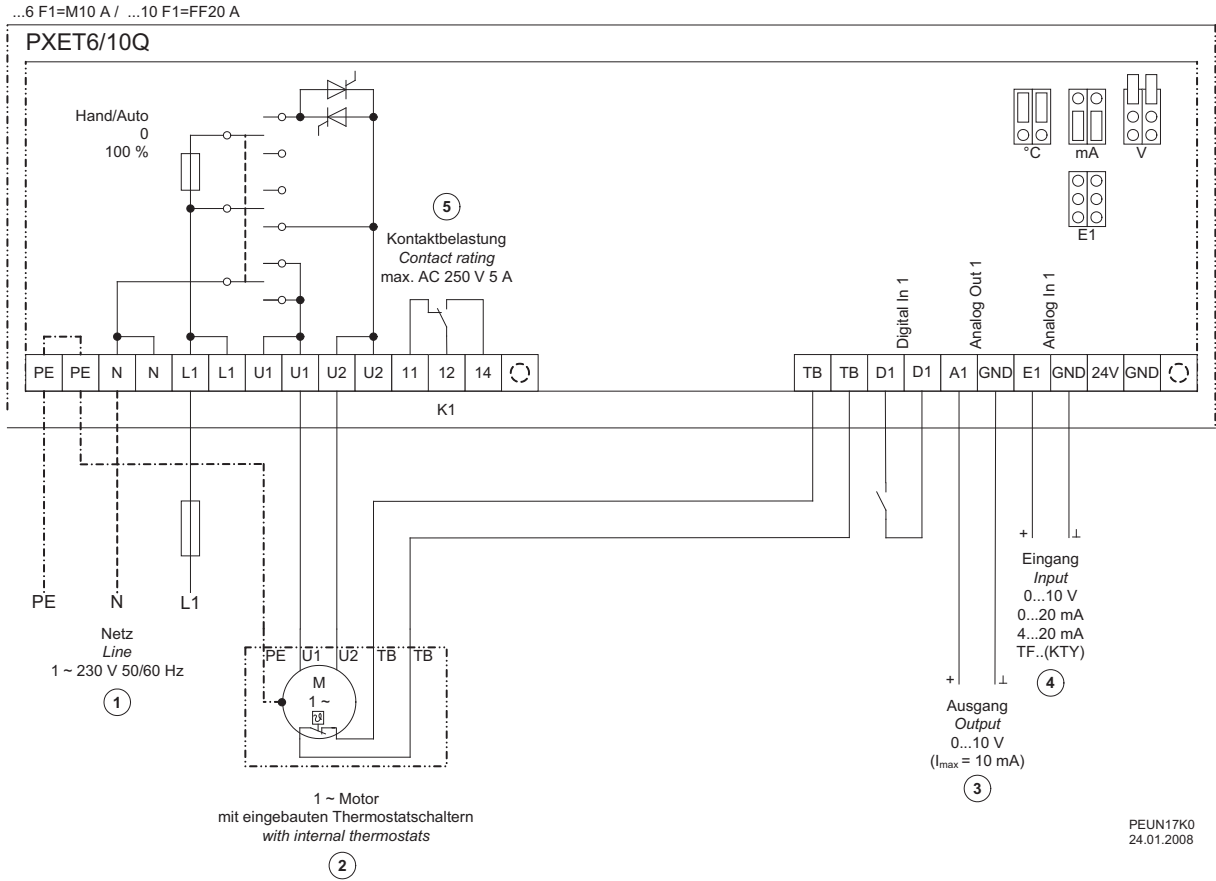 ...6 F1=M10 A / ...10 F1=FF20 A
PXET6/10Q
Hand/Auto
0
100 %
5
Kontaktbelastung
Contact rating
max. AC 250 V 5 A
°C
mA
V
E1
Digital In 1
Analog Out 1
Analog In 1
PE PE N N L1 L1 U1 U1 U2 U2 11 12 14
TB TB D1 D1 A1 GND E1 GND 24V GND
K1
PE N L1
Netz
Line
1 ~ 230 V 50/60 Hz
1
PE U1 U2 TB TB
M
1 ~
ϑ
1 ~ Motor
mit eingebauten Thermostatschaltern
with internal thermostats
2
+ ⊥
Eingang
Input
0...10 V
0...20 mA
4...20 mA
TF..(KTY)
4
+ ⊥
Ausgang
Output
0...10 V
(Imax = 10 mA)
3
PEUN17K0
24.01.2008